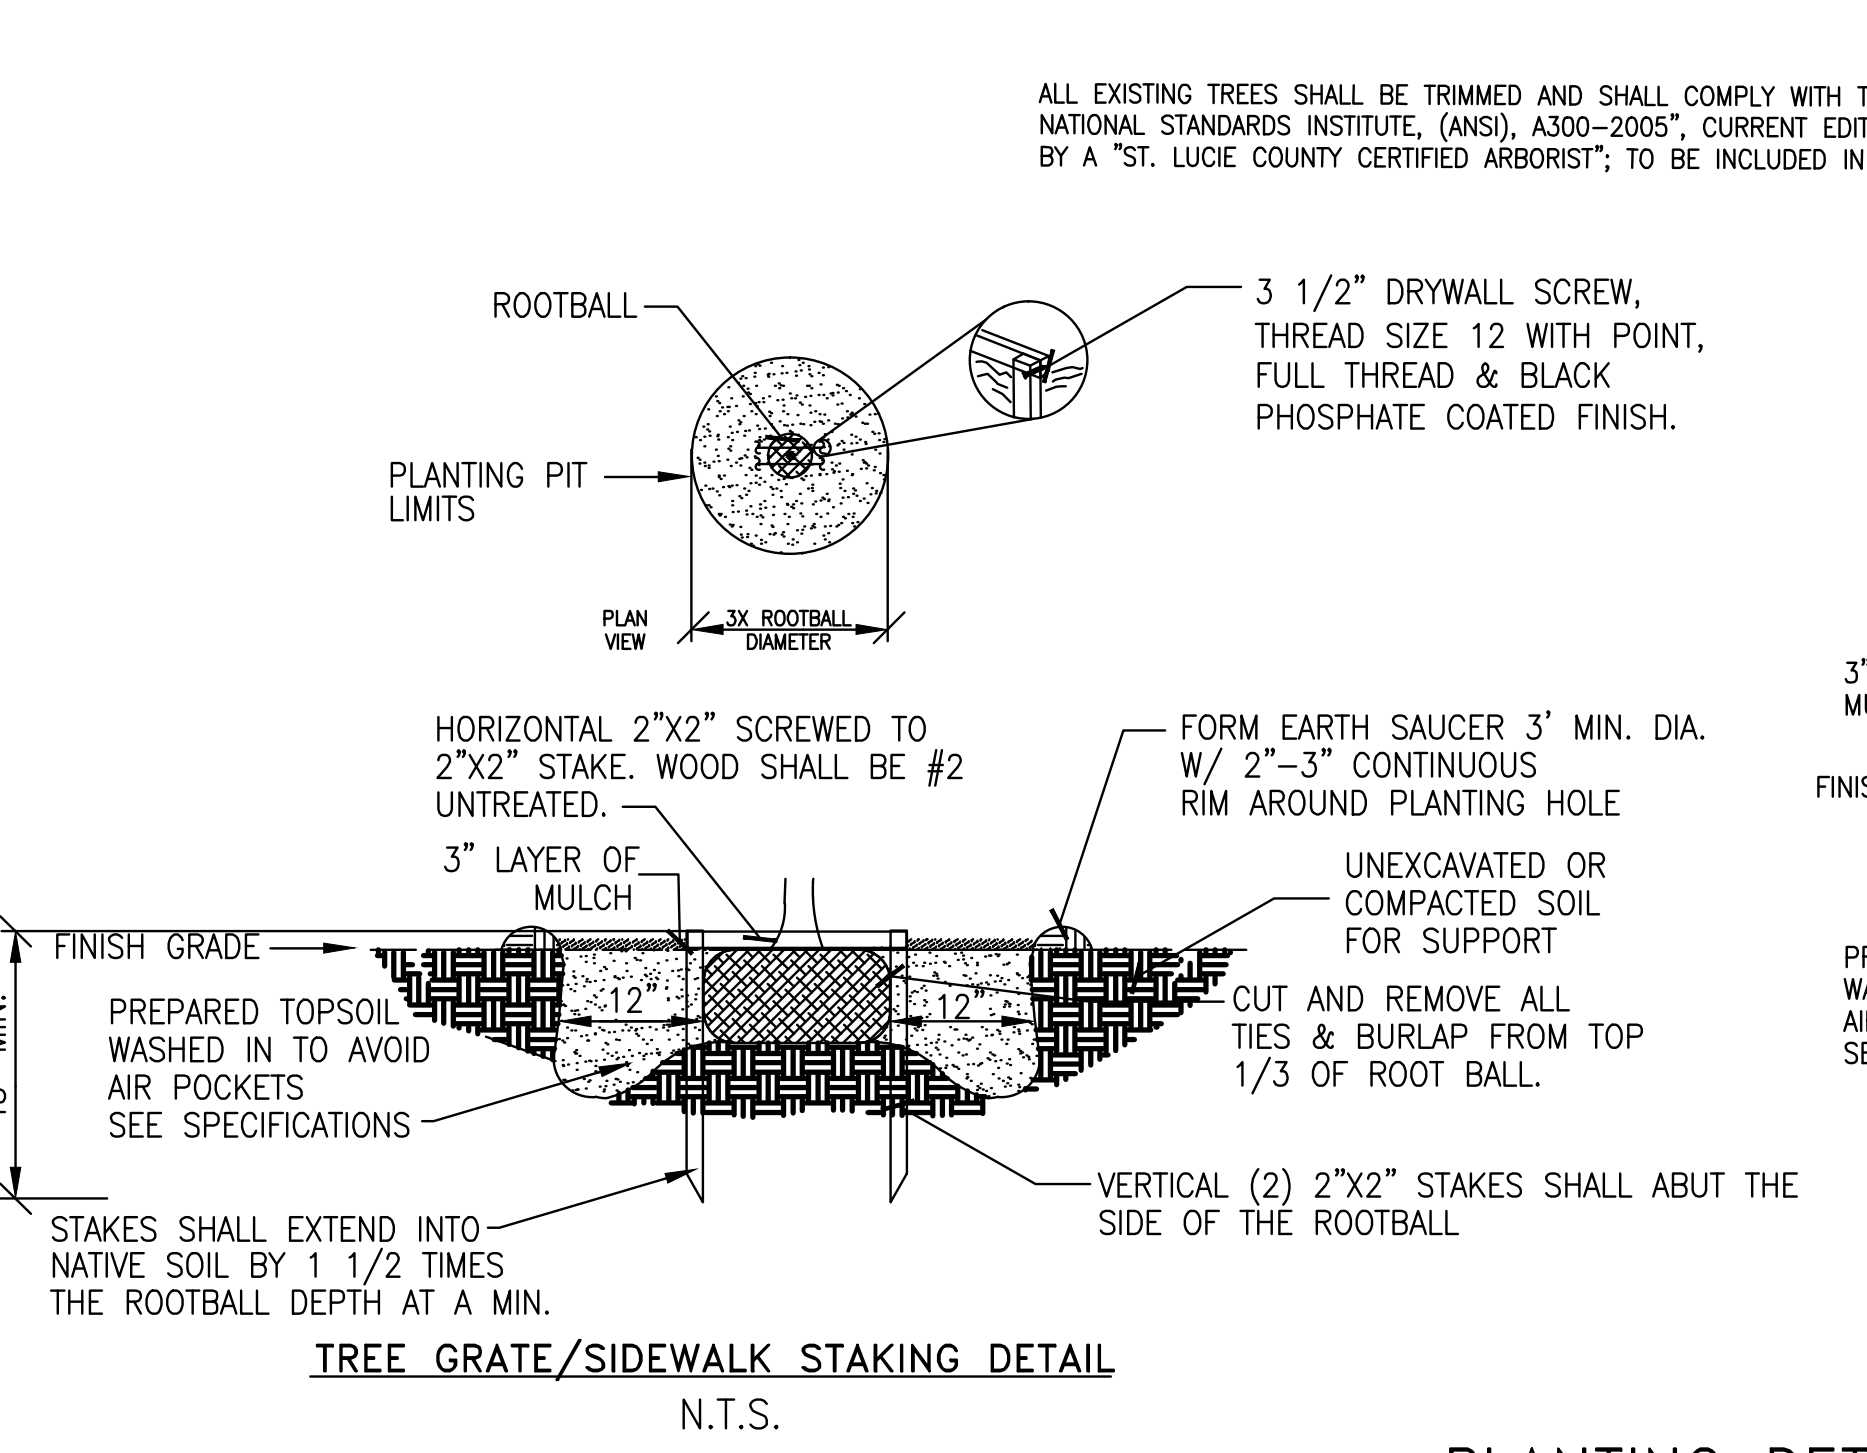 ALL EXISTING TREES SHALL BE TRIMMED AND SHALL COMPLY WITH
NATIONAL STANDARDS INSTITUTE, (ANSI), A300-2005", CURRENT
BY A "ST. LUCIE COUNTY CERTIFIED ARBORIST"; TO BE INCLUDED IN
ROOTBALL
3 1/2" DRYWALL SCREW,
THREAD SIZE 12 WITH POINT,
FULL THREAD & BLACK
PHOSPHATE COATED FINISH.
PLANTING PIT
LIMITS
PLAN
VIEW
3X ROOTBALL
DIAMETER
HORIZONTAL 2"X2" SCREWED TO
2"X2" STAKE. WOOD SHALL BE #2
UNTREATED.
3" LAYER OF
MULCH
FORM EARTH SAUCER 3' MIN. DIA.
W/ 2"-3" CONTINUOUS
RIM AROUND PLANTING HOLE
UNEXCAVATED OR
COMPACTED SOIL
FOR SUPPORT
FINISH GRADE
12"
12"
PREPARED TOPSOIL
WASHED IN TO AVOID
AIR POCKETS
SEE SPECIFICATIONS
CUT AND REMOVE ALL
TIES & BURLAP FROM TOP
1/3 OF ROOT BALL.
MIN.
VERTICAL (2) 2"X2" STAKES SHALL ABUT THE
SIDE OF THE ROOTBALL
STAKES SHALL EXTEND INTO
NATIVE SOIL BY 1 1/2 TIMES
THE ROOTBALL DEPTH AT A MIN.
TREE GRATE/SIDEWALK STAKING DETAIL
N.T.S.
3"
PLANTING